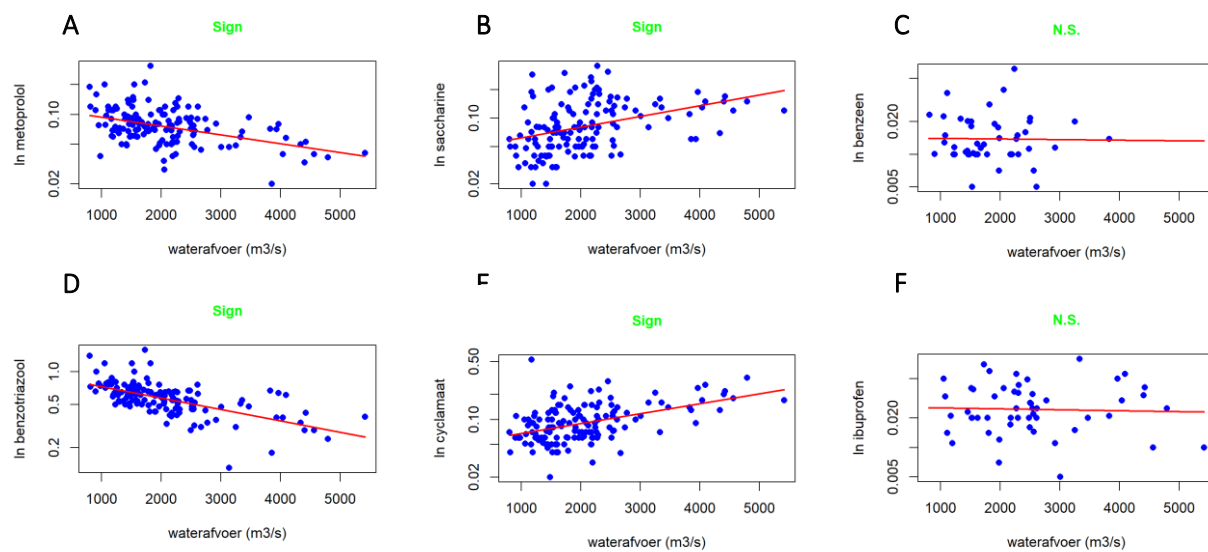 A
Sign
ln metoprolol
0.10
0.02
1000 2000 3000 4000 5000
waterafvoer (m3/s)
B
Sign
ln saccharine
0.10
0.02
1000 2000 3000 4000 5000
waterafvoer (m3/s)
C
N.S.
ln benzeen
0.020
0.005
1000 2000 3000 4000 5000
waterafvoer (m3/s)
D
Sign
ln benzotriazool
1.0
0.5
0.2
1000 2000 3000 4000 5000
waterafvoer (m3/s)
Sign
ln cyclamaat
0.50
0.10
0.02
1000 2000 3000 4000 5000
waterafvoer (m3/s)
F
N.S.
ln ibuprofen
0.020
0.005
1000 2000 3000 4000 5000
waterafvoer (m3/s)